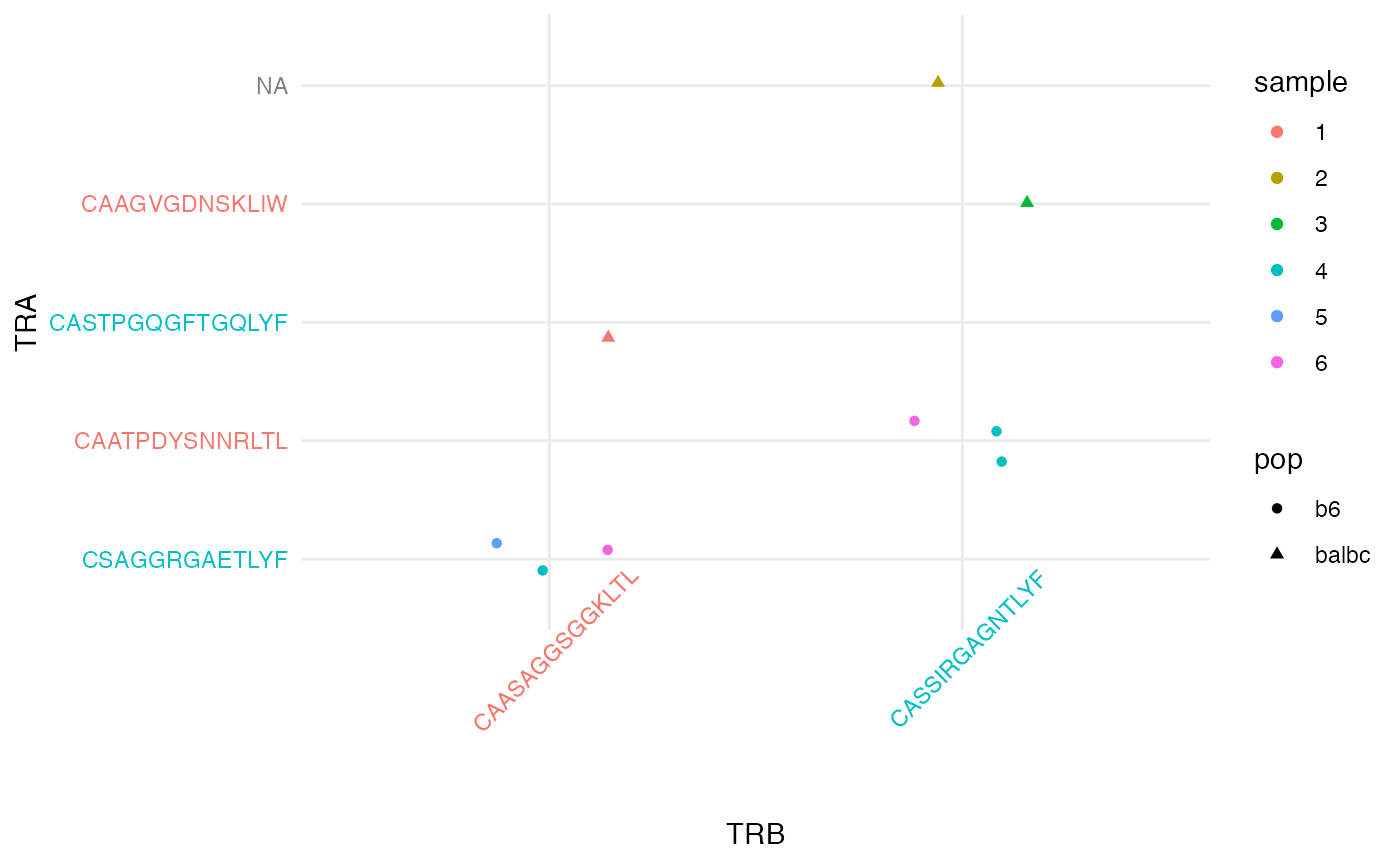 TRA
NA
CAAGVGDNSKLIW
CASTPGQGFTGQLYF
CAATPDYSNNRLTL
CSAGGRGAETLYF
CAASAGGSGGKLTL
CASSIRGAGNTLYF
TRB
sample
1
2
3
4
5
6
pop
b6
balbc